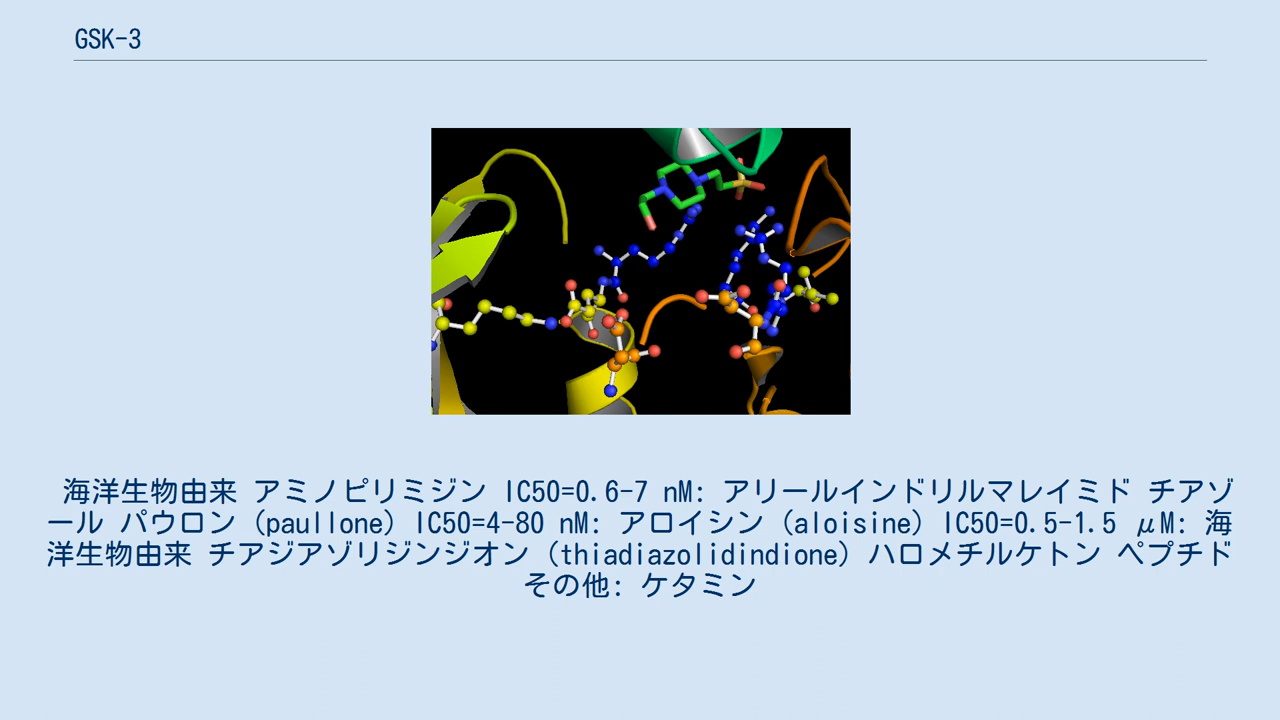 GSK-3
海洋生物由来 アミノピリミジン IC50=0.6-7 nM: アリールインドリルマレイミド チアゾ
ール パウロン (paullone) IC50=4-80 nM: アロイシン (aloisine) IC50=0.5-1.5 μM: 海
洋生物由来 チアジアゾリジンジオン (thiadiazolidindione) ハロメチルケトン ペプチド
その他: ケタミン